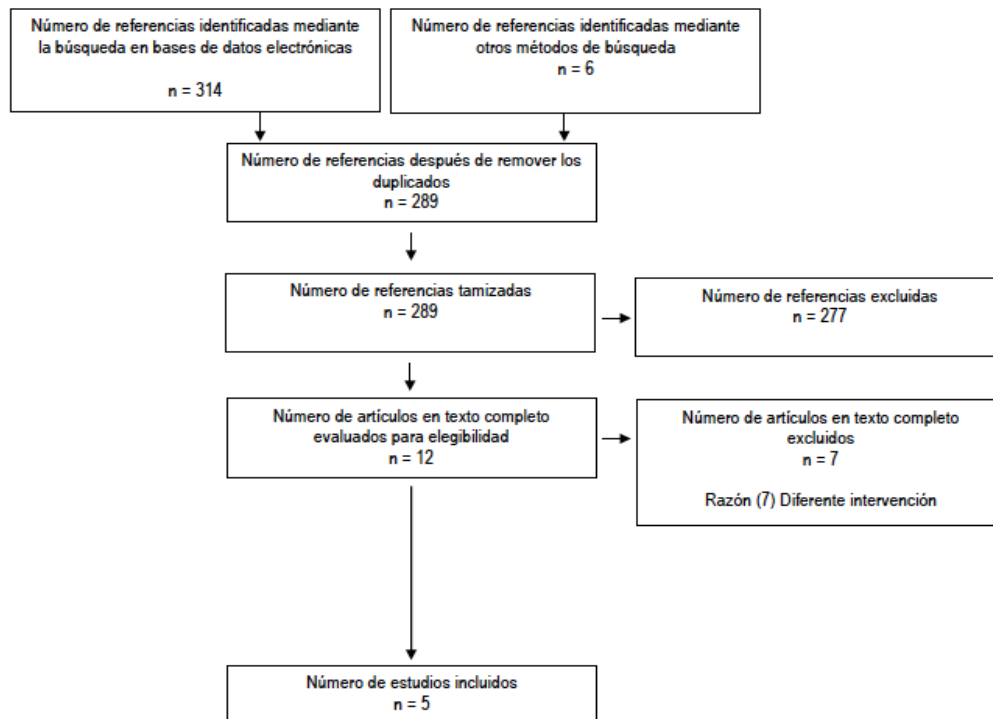 Número de referencias identificadas mediante
la búsqueda en bases de datos electrónicas
n = 314
Número de referencias identificadas mediante
otros métodos de búsqueda
n = 6
Número de referencias después de remover los
duplicados
n = 289
Número de referencias tamizadas
n = 289
Número de referencias excluidas
n = 277
Número de artículos en texto completo
evaluados para elegibilidad
n = 12
Número de artículos en texto completo
excluidos
n = 7
Razón (7) Diferente intervención
Número de estudios incluidos
n = 5